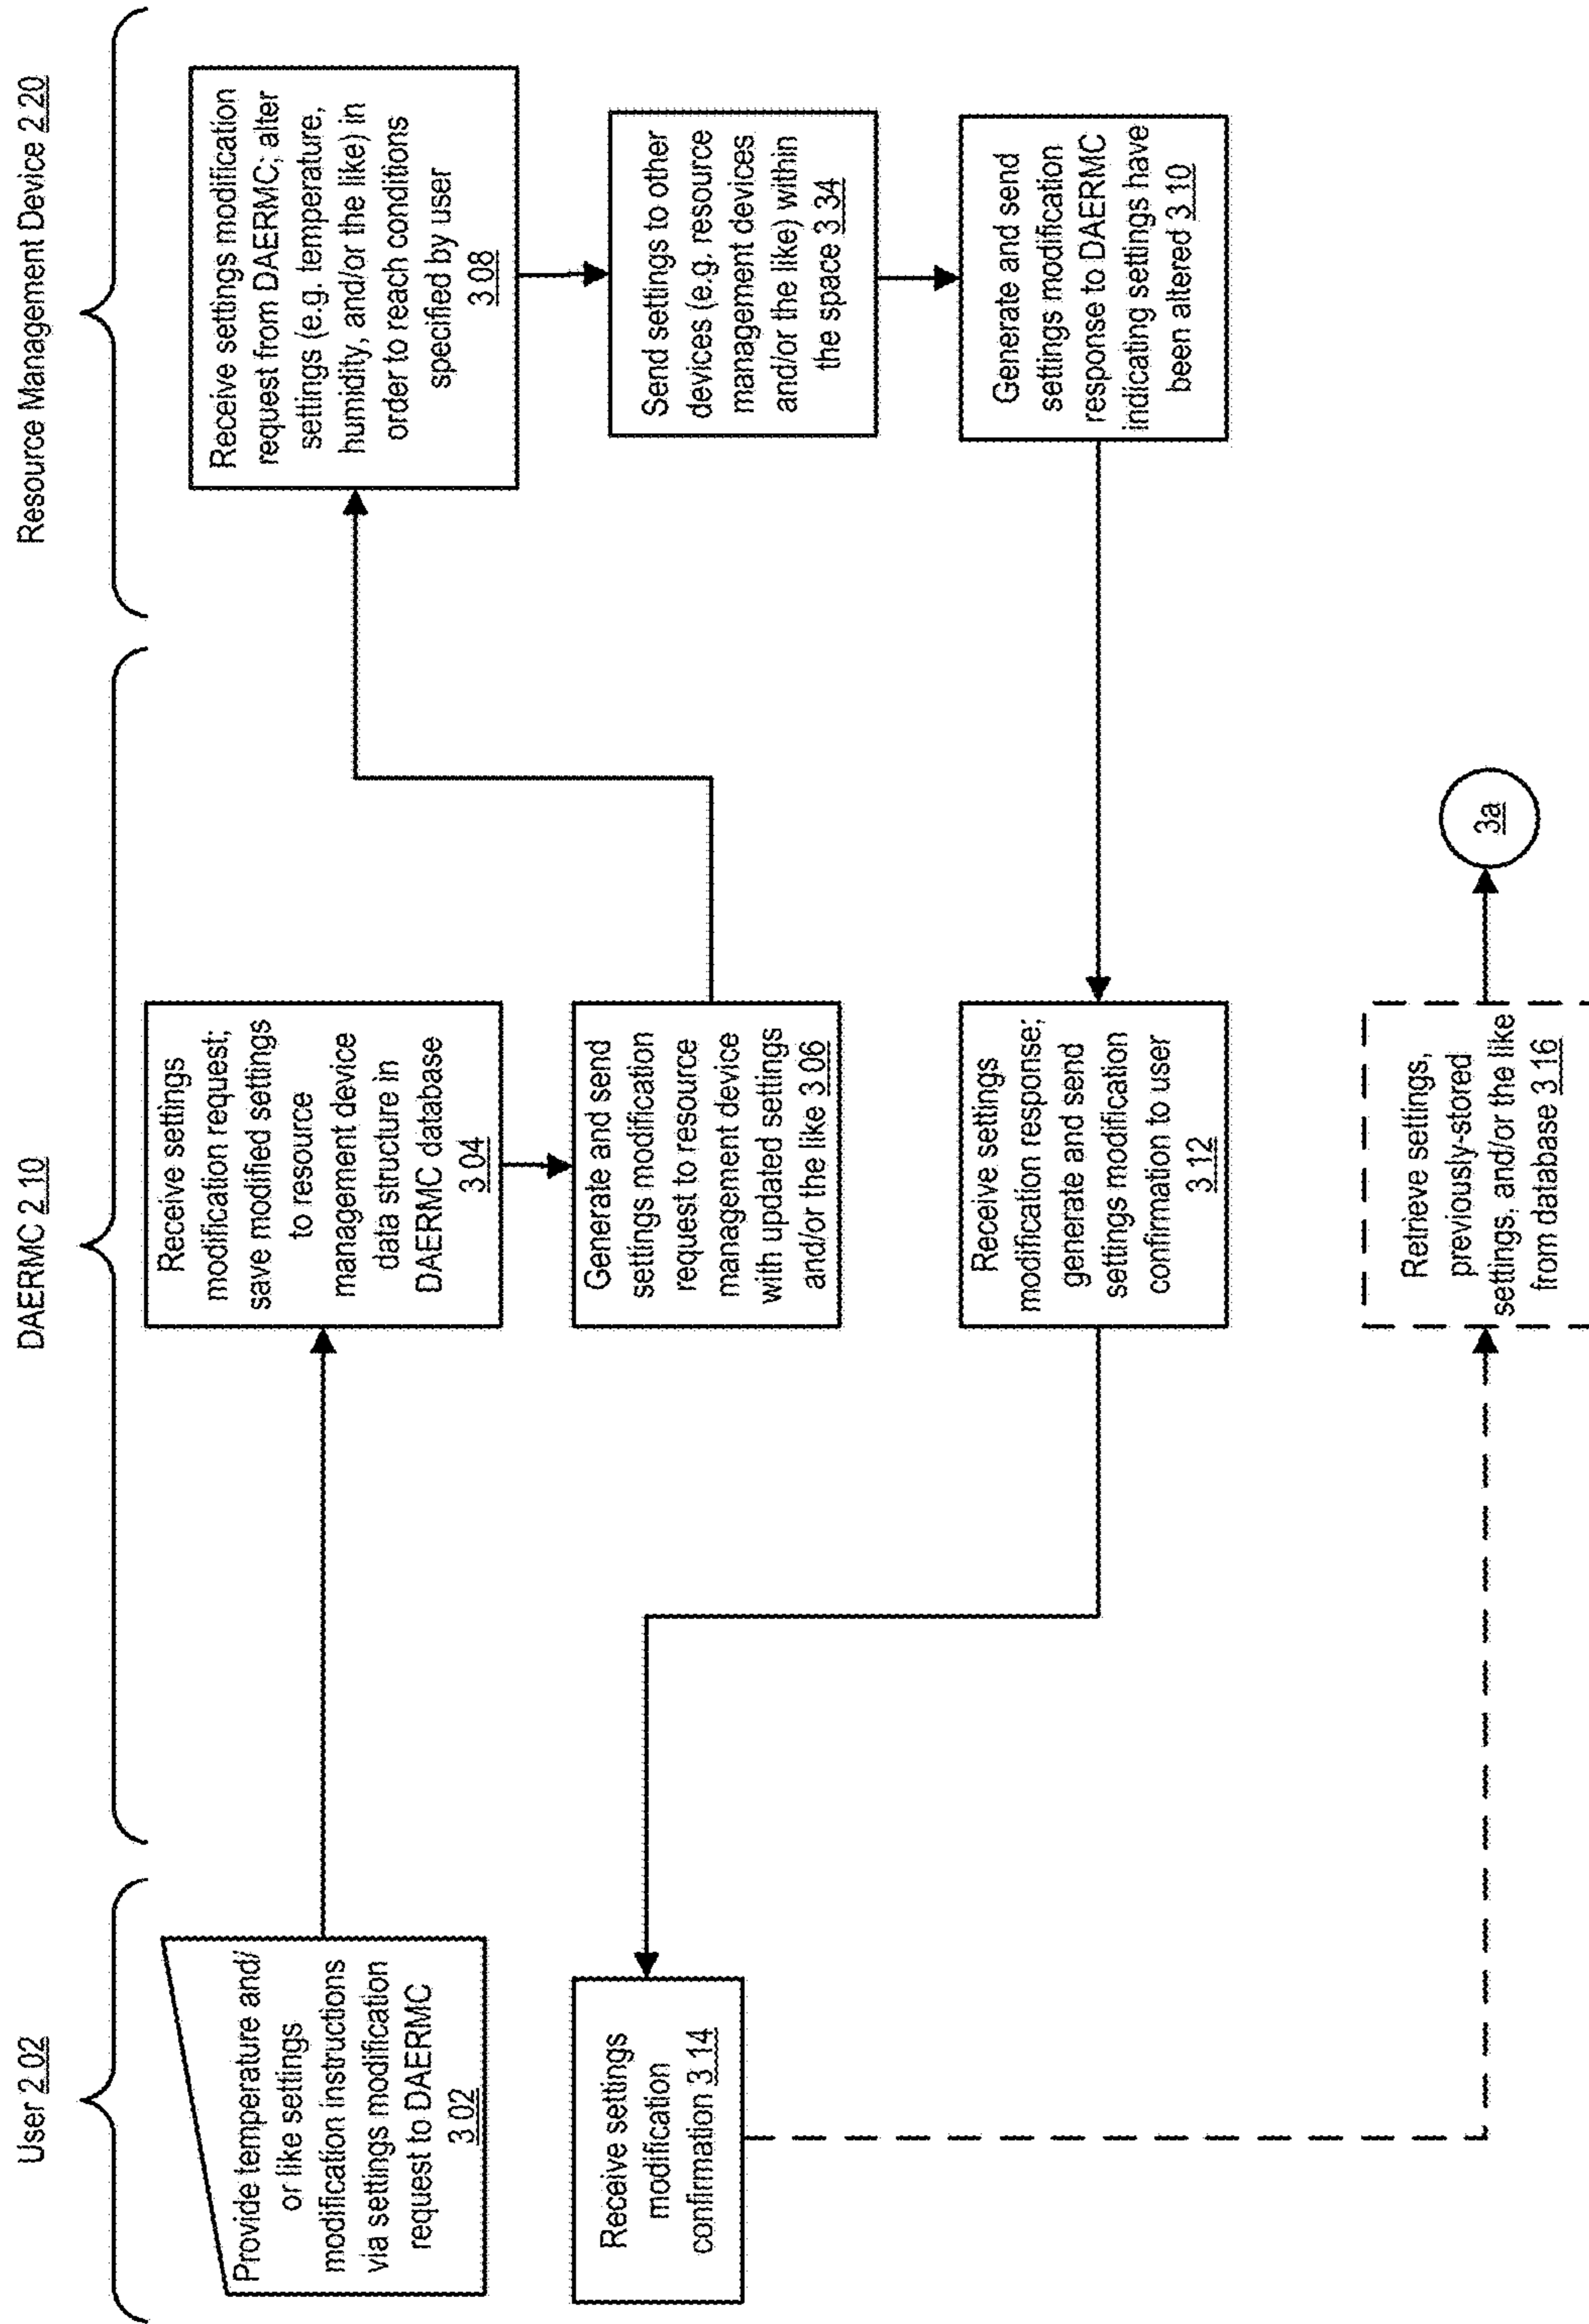 User 2 02
DAERMC 2 10
Resource Management Device 2 20
Provide temperature and/
or like settings
modification instructions
via settings modification
request to DAERMC
3 02
Receive settings
modification request;
save modified settings
to resource
management device
data structure in
DAERMC database
3 04
Generate and send
settings modification
request to resource
management device
with updated settings
and/or the like 3 06
Receive settings modification
request from DAERMC; alter
settings (e.g. temperature,
humidity, and/or the like) in
order to reach conditions
specified by user
3 08
Send settings to other
devices (e.g. resource
management devices
and/or the like) within
the space 3 34
Generate and send
settings modification
response to DAERMC
indicating settings have
been altered 3 10
Receive settings
modification response;
generate and send
settings modification
confirmation to user
3 12
Receive settings
modification
confirmation 3 14
Retrieve settings,
previously-stored
settings, and/or the like
from database 3 16
3a